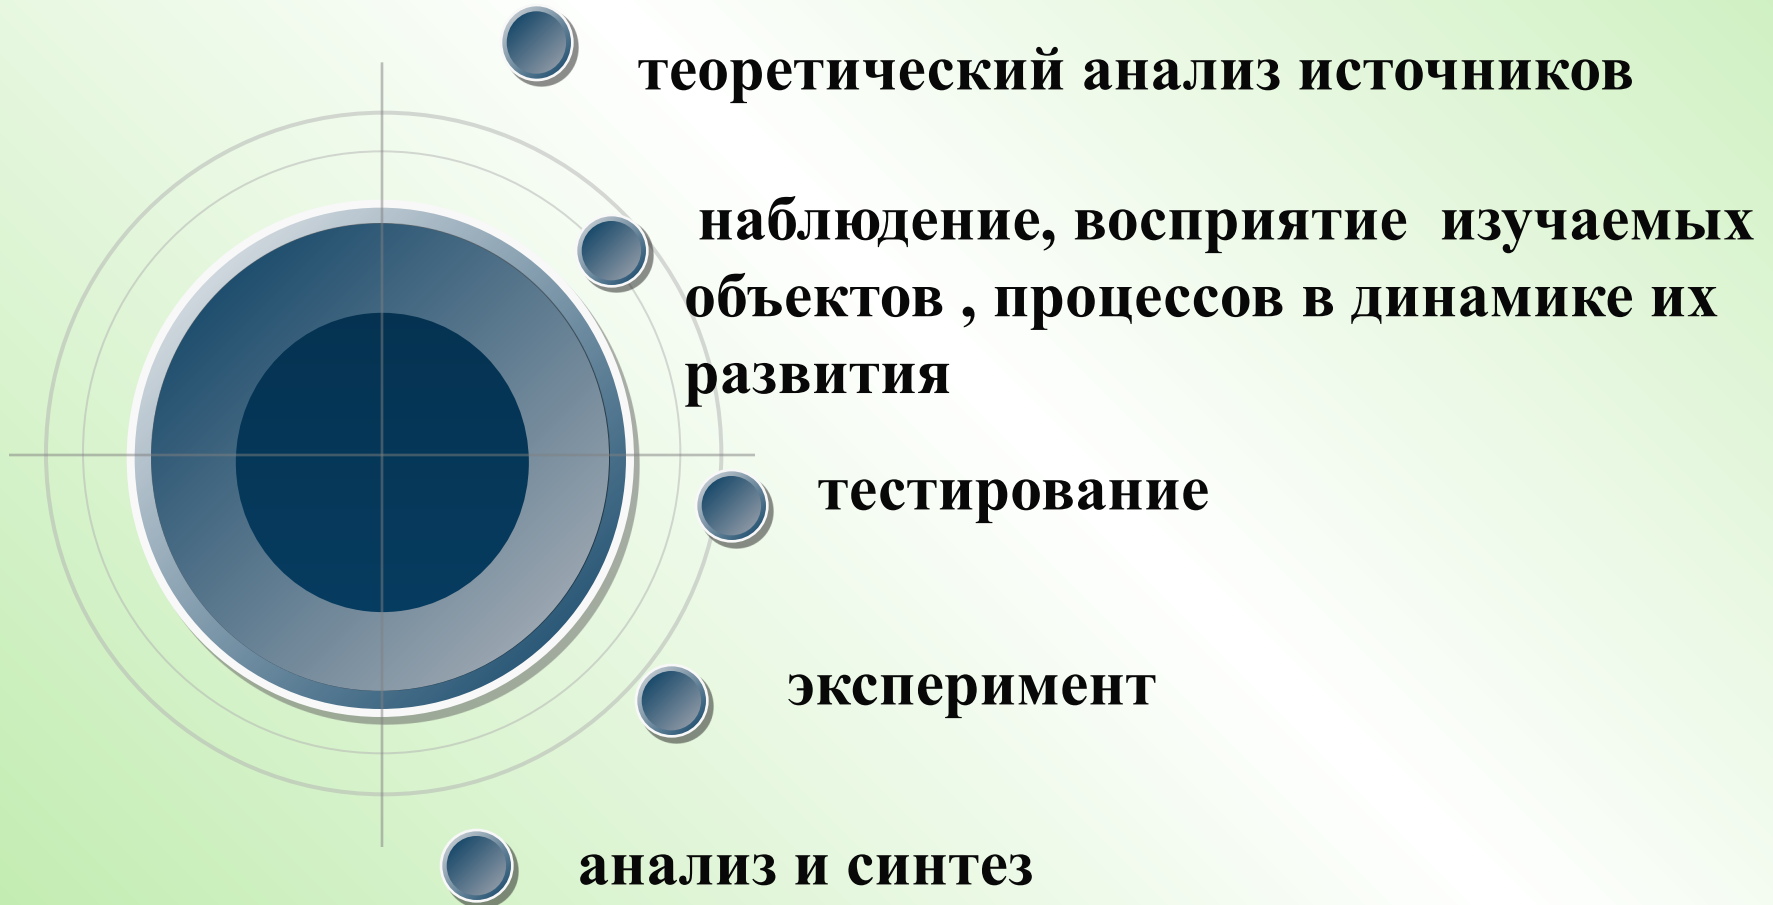 теоретический анализ источников
наблюдение, восприятие  изучаемых
объектов , процессов в динамике их
развития
тестирование
эксперимент
анализ и синтез